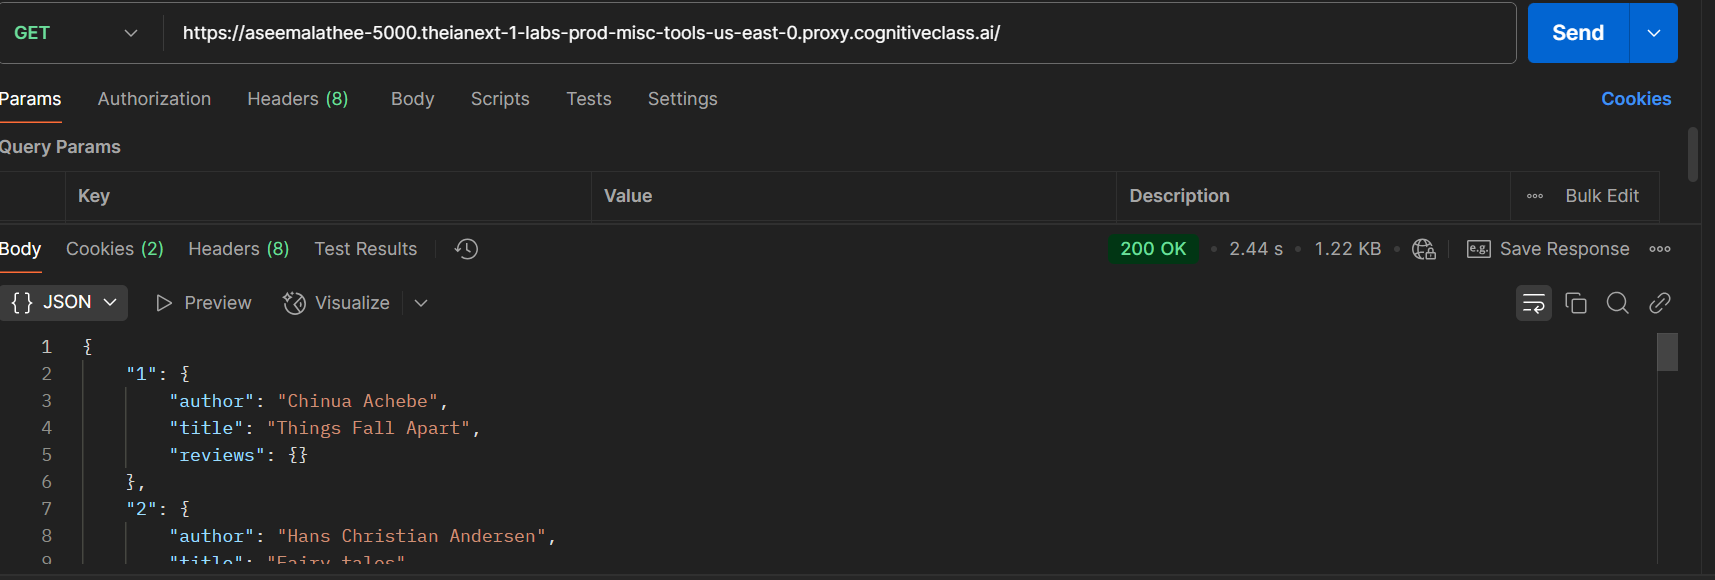 GET https://aseemalathee-5000.theianext-1-labs-prod-misc-tools-us-east-0.proxy.cognitiveclass.ai/ Send
Params Authorization Headers (8) Body Scripts Tests Settings Cookies
Query Params
Key Value Description Bulk Edit
Body Cookies (2) Headers (8) Test Results 200 OK • 2.44 s • 1.22 KB • e.g. Save Response
{} JSON Preview Visualize
1 {
2 "1": {
3 "author": "Chinua Achebe",
4 "title": "Things Fall Apart",
5 "reviews": {}
6 },
7 "2": {
8 "author": "Hans Christian Andersen",
9 "title": "Fairy tales"